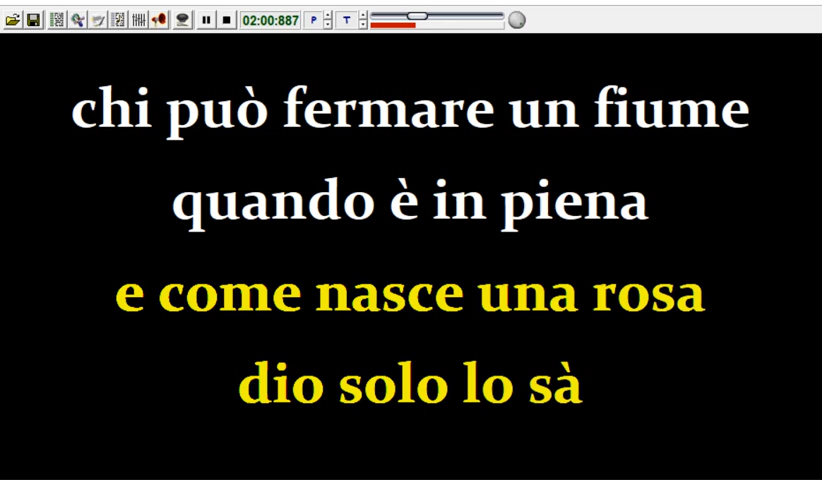 02:00:887 P T
chi può fermare un fiume
quando è in piena
e come nasce una rosa
dio solo lo sà